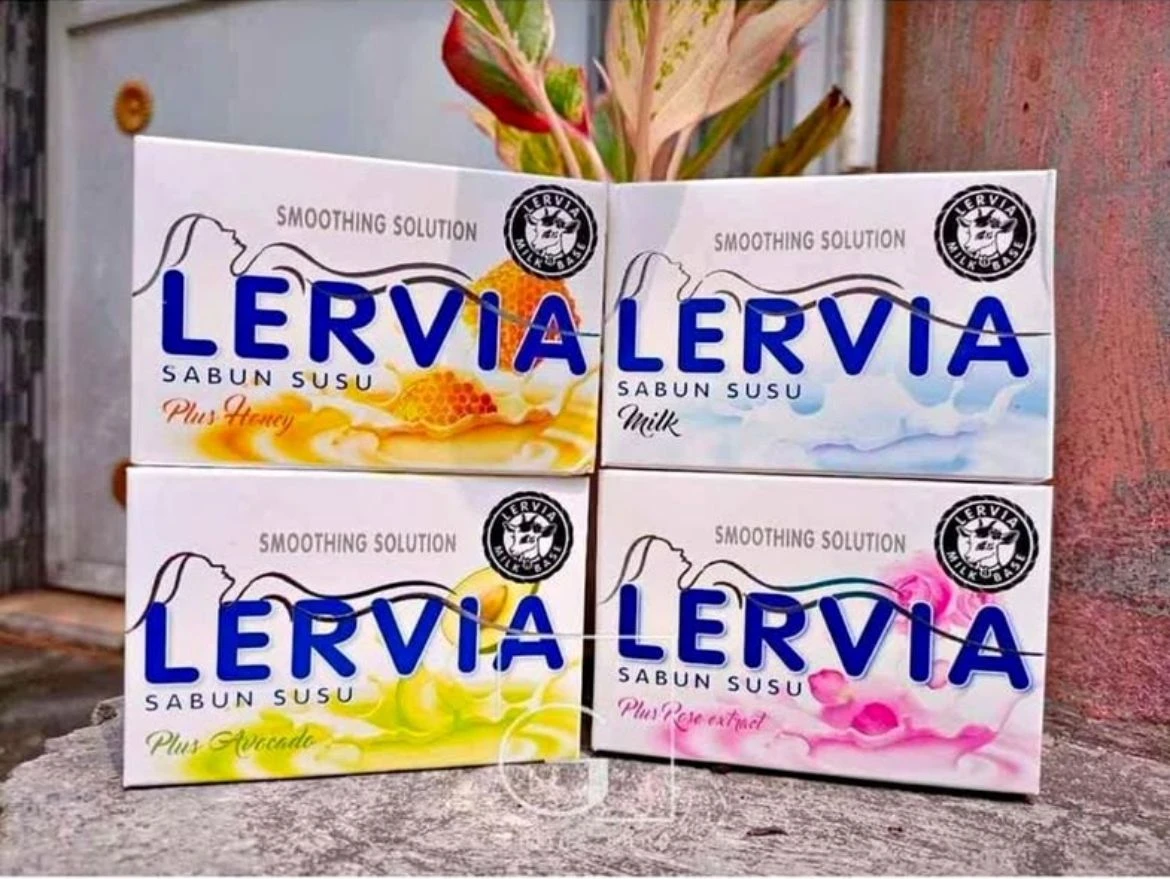 SMOOTHING SOLUTION
LERVIA
MILK BASE
LERVIA
SABUN SUSU
Plus Honey
SMOOTHING SOLUTION
LERVIA
MILK BASE
LERVIA
SABUN SUSU
Milk
SMOOTHING SOLUTION
LERVIA
MILK BASE
LERVIA
SABUN SUSU
Plus Avocado
SMOOTHING SOLUTION
LERVIA
MILK BASE
LERVIA
SABUN SUSU
Plus Rose extract